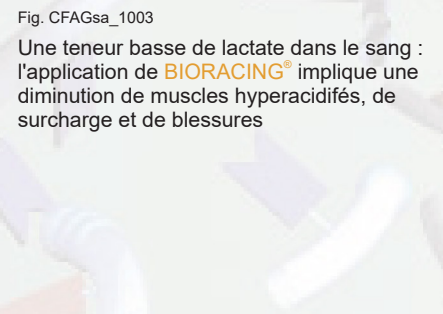 Fig. CFAGsa_1003
Une teneur basse de lactate dans le sang :
l'application de BIORACING® implique une
diminution de muscles hyperacidifés, de
surcharge et de blessures